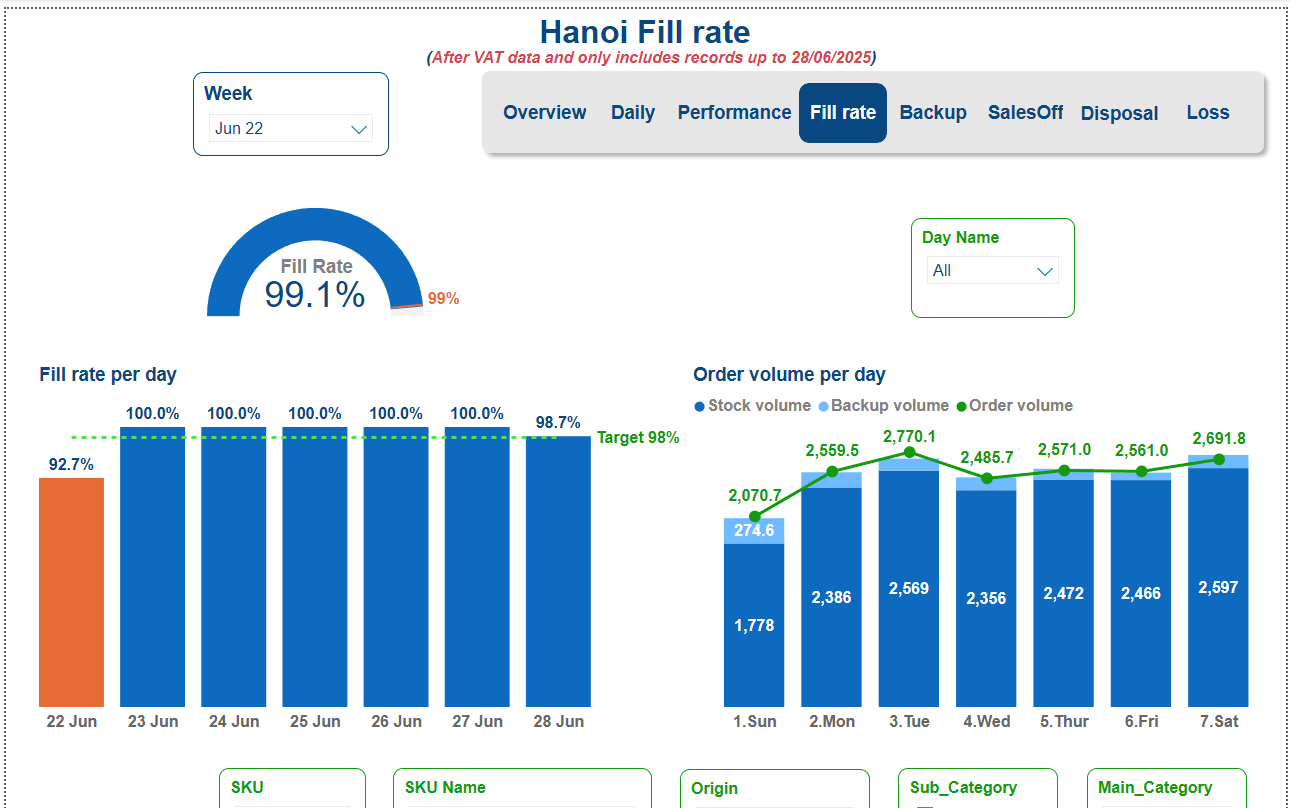 Hanoi Fill rate
(After VAT data and only includes records up to 28/06/2025)
Week
Jun 22
Overview Daily Performance Fill rate Backup SalesOff Disposal Loss
Fill Rate
99.1%
99%
Day Name
All
Fill rate per day
100.0% 100.0% 100.0% 100.0% 100.0% 98.7%
Target 98%
92.7%
22 Jun 23 Jun 24 Jun 25 Jun 26 Jun 27 Jun 28 Jun
Order volume per day
Stock volume Backup volume Order volume
2,070.7 2,559.5 2,770.1 2,485.7 2,571.0 2,561.0 2,691.8
274.6
1,778 2,386 2,569 2,356 2,472 2,466 2,597
1.Sun 2.Mon 3.Tue 4.Wed 5.Thur 6.Fri 7.Sat
SKU SKU Name Origin Sub_Category Main_Category